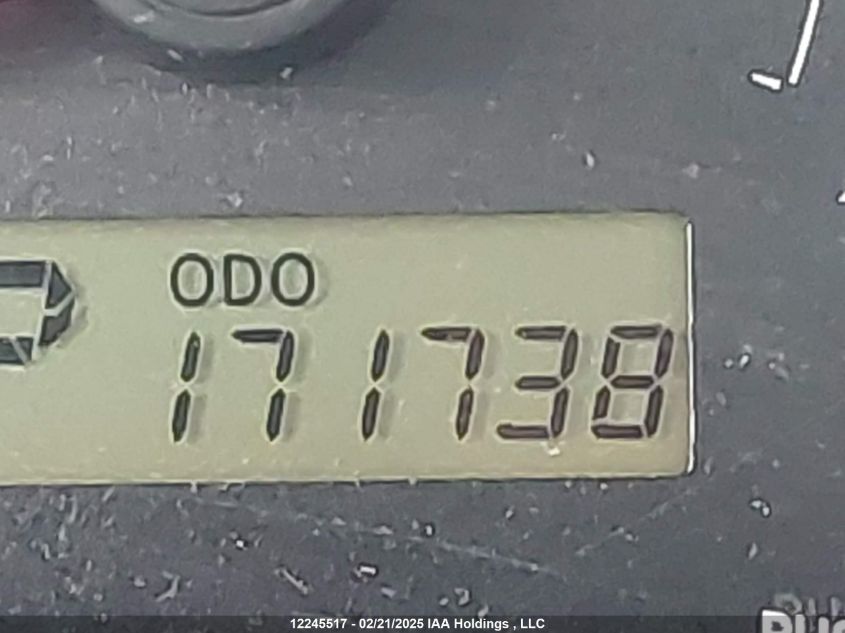 ODO
P 171738
12245517 - 02/21/2025 IAA Holdings , LLC